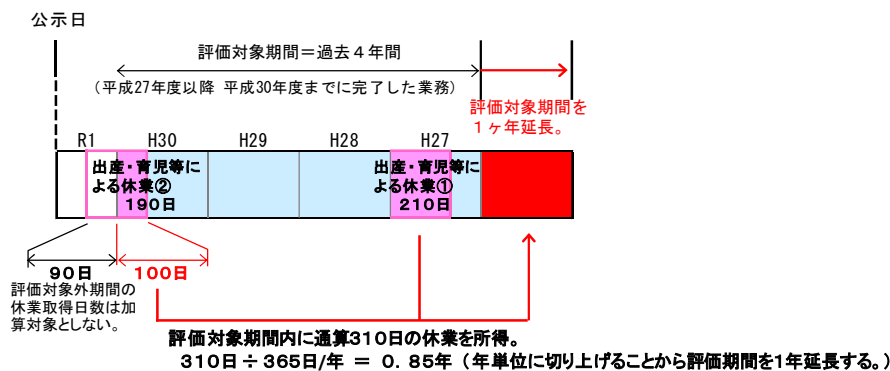 公示日
評価対象期間＝過去４年間
（平成27年度以降 平成30年度までに完了した業務）
評価対象期間を
１ヶ年延長。
R1 H30 H29 H28 H27
出産・育児等に
よる休業②
190日
出産・育児等に
よる休業①
210日
90日
100日
評価対象外期間の
休業取得日数は加
算対象としない。
評価対象期間内に通算310日の休業を所得。
310日÷365日/年 ＝ ０．８５年（年単位に切り上げることから評価期間を1年延長する。）